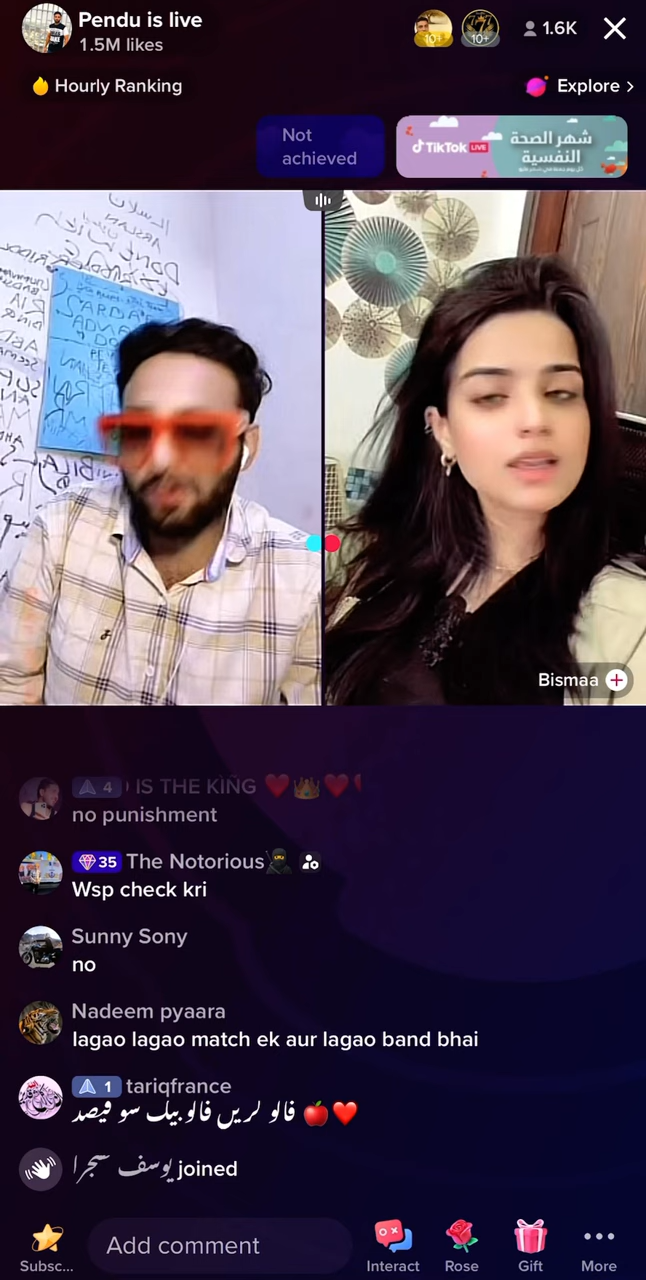 Pendu is live
1.5M likes
10+
10+
1.6K
Hourly Ranking
Explore >
Not
achieved
TikTok LIVE
شهر الصحة
النفسية
Bismaa
4 IS THE KING ❤️👑❤️
no punishment
35 The Notorious🥷
Wsp check kri
Sunny Sony
no
Nadeem pyaara
lagao lagao match ek aur lagao band bhai
1 tariqfrance
فالو لریں فالو بیک سو فیصد 🍎❤️
یوسف سجرا joined
Subsc...
Add comment
Interact
Rose
Gift
More